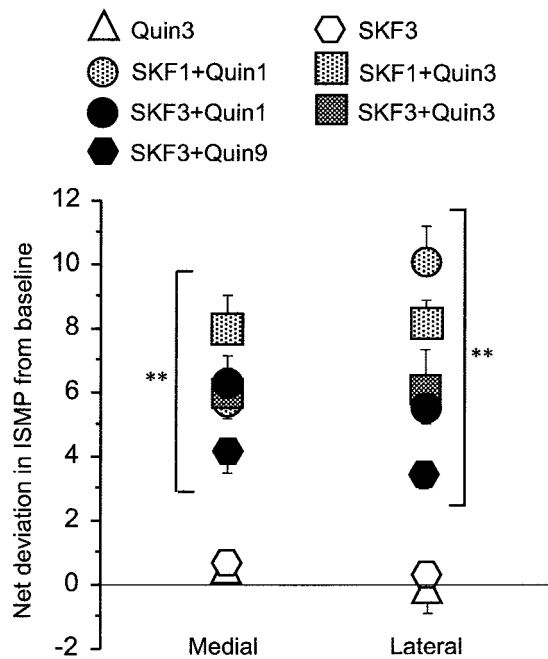 Quin3
SKF3
SKF1+Quin1
SKF1+Quin3
SKF3+Quin1
SKF3+Quin3
SKF3+Quin9
Net deviation in ISMP from baseline
12
10
8
6
4
2
0
-2
**
**
Medial
Lateral